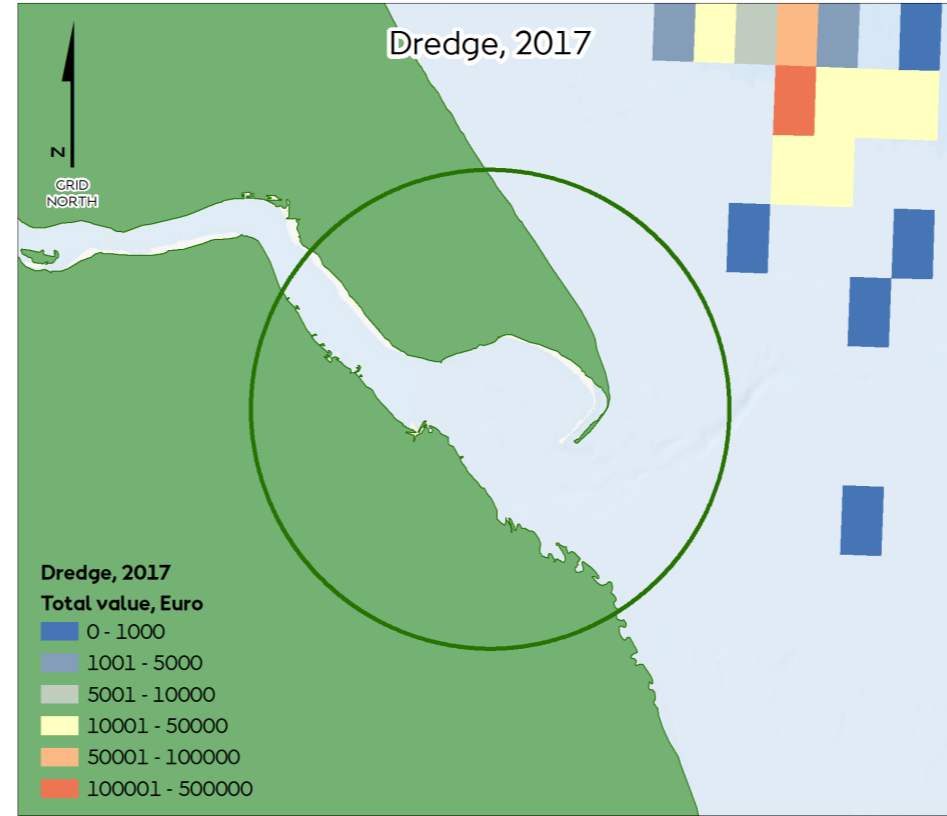 Dredge, 2017
N
GRID
NORTH
Dredge, 2017
Total value, Euro
0 - 1000
1001 - 5000
5001 - 10000
10001 - 50000
50001 - 100000
100001 - 500000